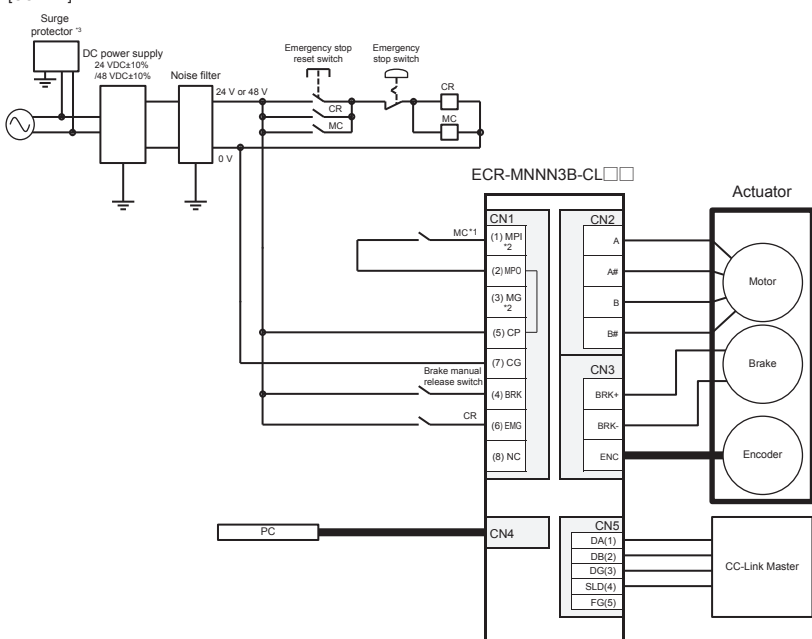 Surge
protector *3
DC power supply
24 VDC±10%
/48 VDC±10%
Noise filter
24 V or 48 V
0 V
Emergency stop
reset switch
Emergency
stop switch
CR
MC
CR
MC
ECR-MNNN3B-CL□□
Actuator
CN1
MC*1
(1) MPI
*2
(2) MPO
(3) MG
*2
(5) CP
(7) CG
Brake manual
release switch
(4) BRK
CR
(6) EMG
(8) NC
CN2
A
A#
B
B#
Motor
CN3
BRK+
BRK-
ENC
Brake
Encoder
PC
CN4
CN5
DA(1)
DB(2)
DG(3)
SLD(4)
FG(5)
CC-Link Master